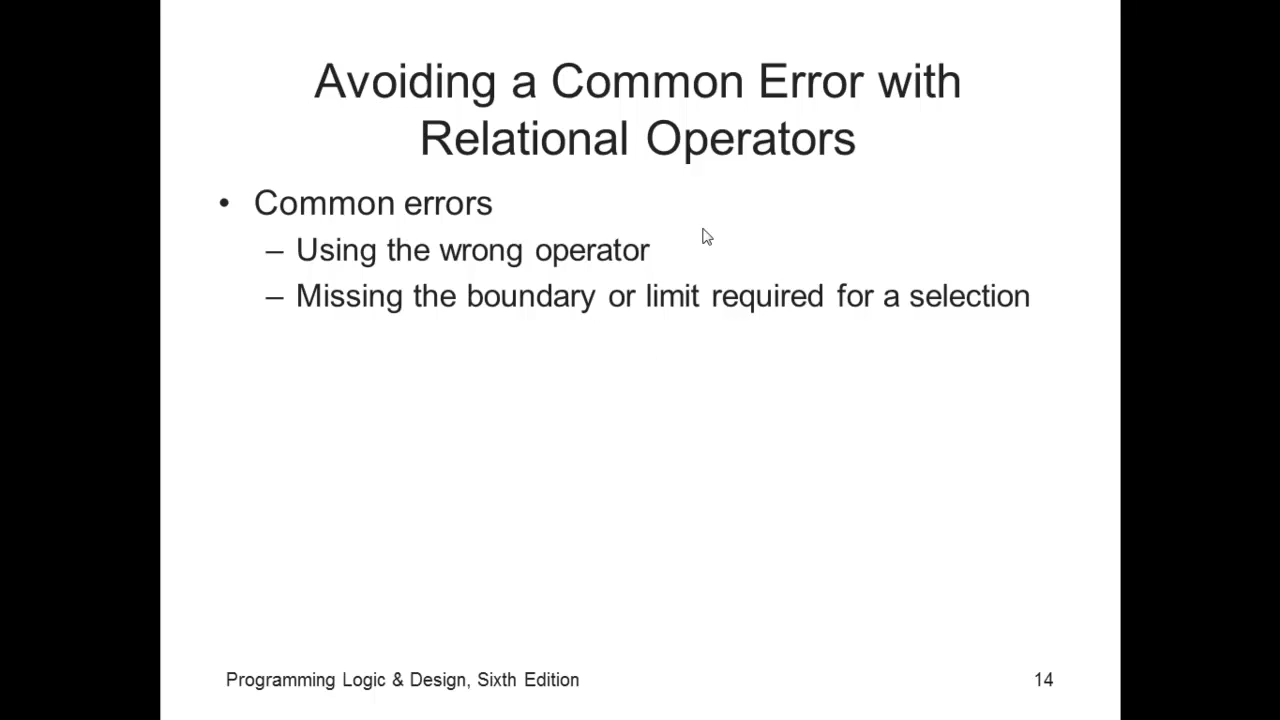 Avoiding a Common Error with
Relational Operators
• Common errors
– Using the wrong operator
– Missing the boundary or limit required for a selection
Programming Logic & Design, Sixth Edition
14